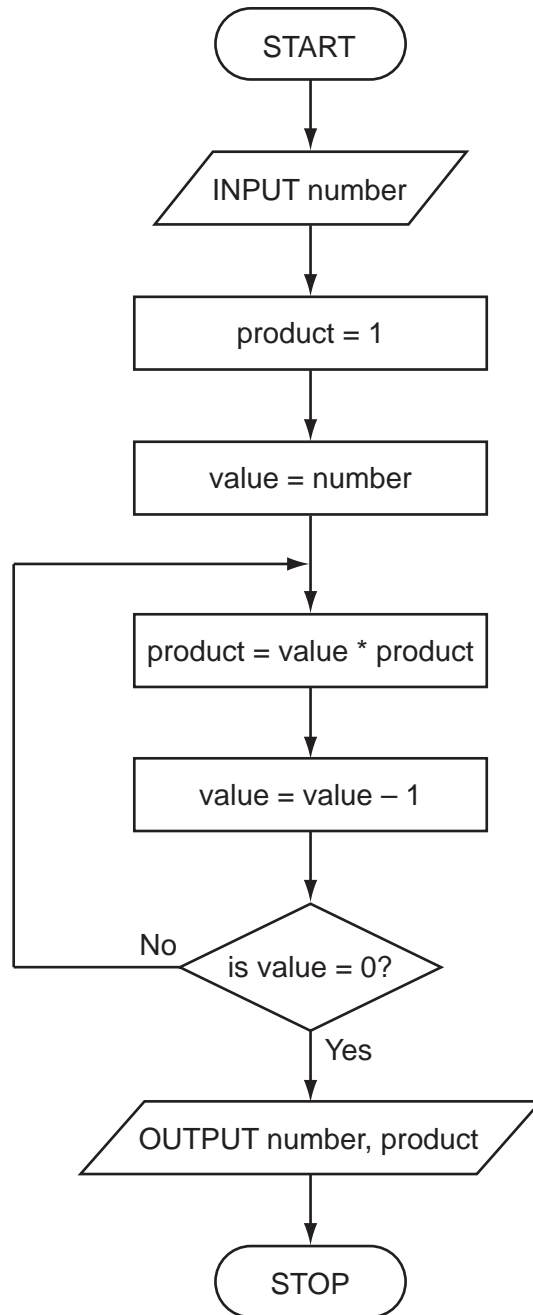 START
INPUT number
product = 1
value = number
product = value * product
value = value – 1
No
is value = 0?
Yes
OUTPUT number, product
STOP